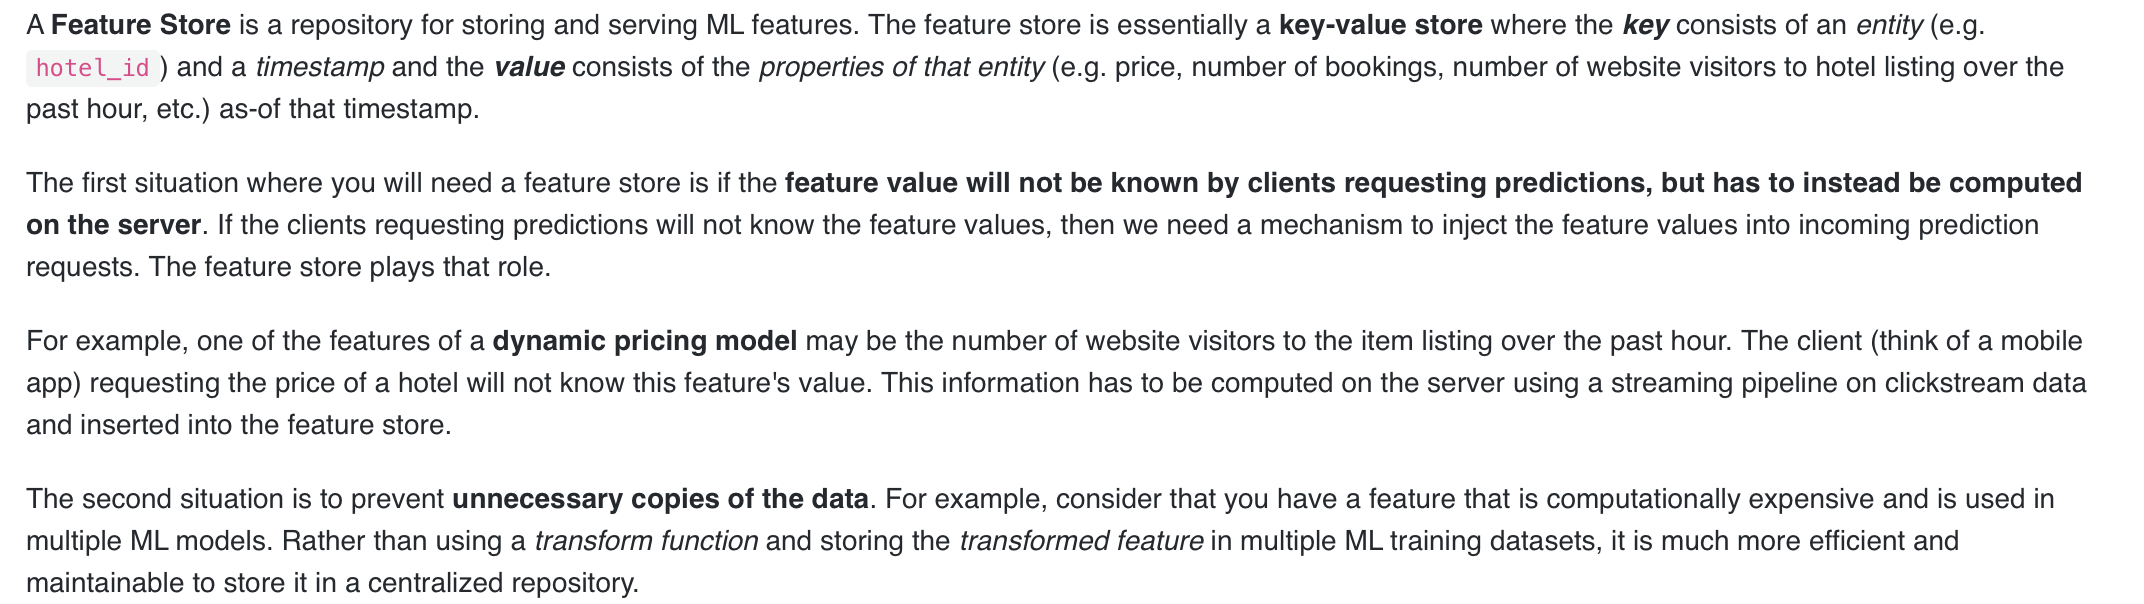 A Feature Store is a repository for storing and serving ML features. The feature store is essentially a key-value store where the key consists of an entity (e.g.
hotel_id ) and a timestamp and the value consists of the properties of that entity (e.g. price, number of bookings, number of website visitors to hotel listing over the
past hour, etc.) as-of that timestamp.
The first situation where you will need a feature store is if the feature value will not be known by clients requesting predictions, but has to instead be computed
on the server. If the clients requesting predictions will not know the feature values, then we need a mechanism to inject the feature values into incoming prediction
requests. The feature store plays that role.
For example, one of the features of a dynamic pricing model may be the number of website visitors to the item listing over the past hour. The client (think of a mobile
app) requesting the price of a hotel will not know this feature's value. This information has to be computed on the server using a streaming pipeline on clickstream data
and inserted into the feature store.
The second situation is to prevent unnecessary copies of the data. For example, consider that you have a feature that is computationally expensive and is used in
multiple ML models. Rather than using a transform function and storing the transformed feature in multiple ML training datasets, it is much more efficient and
maintainable to store it in a centralized repository.